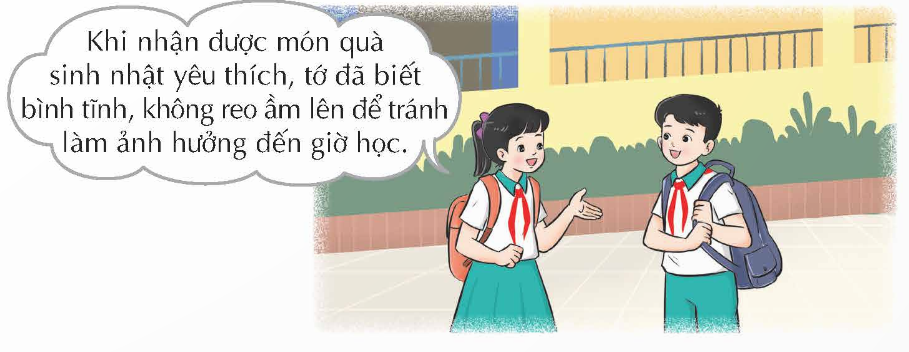 Khi nhận được món quà
sinh nhật yêu thích, tớ đã biết
bình tĩnh, không reo ầm lên để tránh
làm ảnh hưởng đến giờ học.